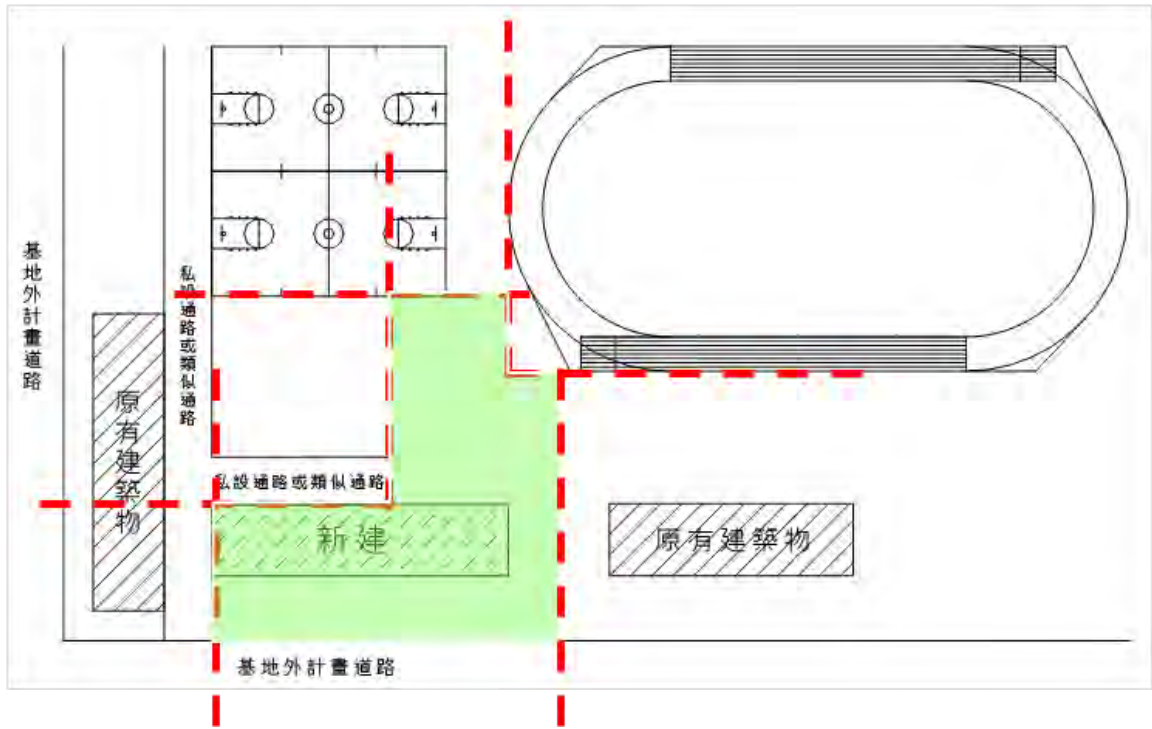 基地外計畫道路
私設通路或類似通路
原有建築物
私設通路或類似通路
新建
原有建築物
基地外計畫道路